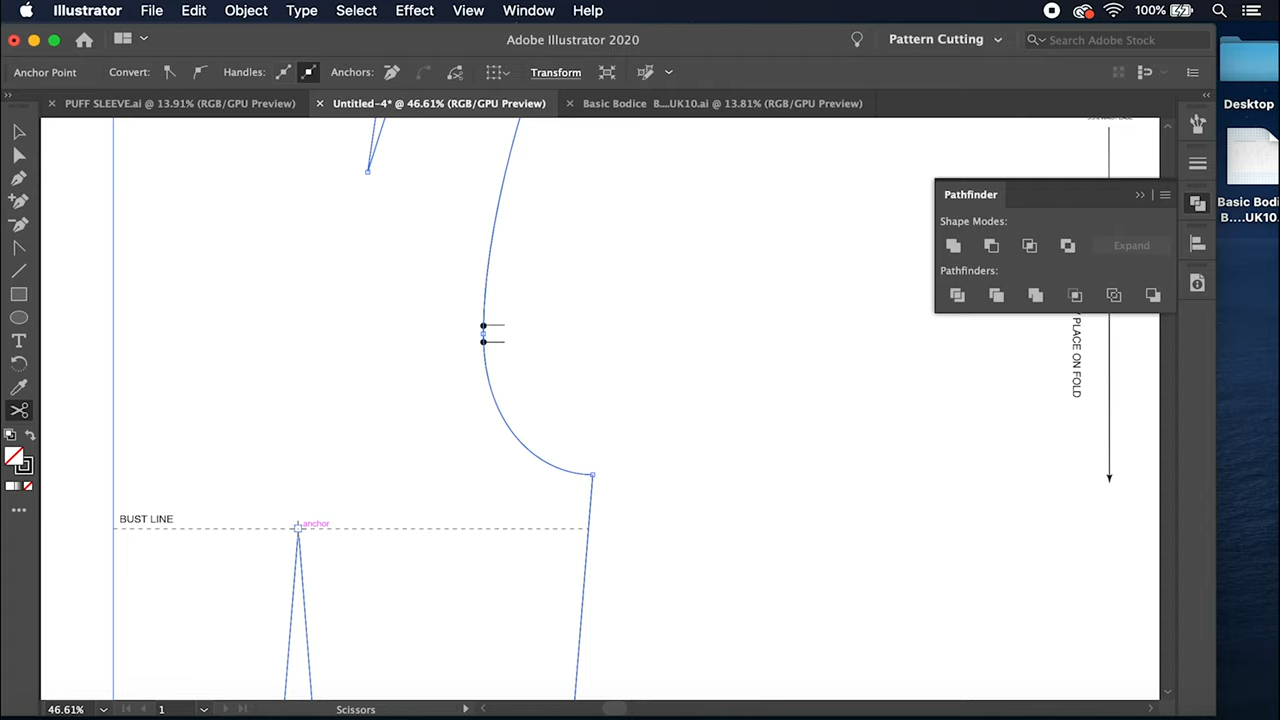 Illustrator File Edit Object Type Select Effect View Window Help 100%
Adobe Illustrator 2020 Pattern Cutting Search Adobe Stock
Anchor Point Convert: Handles: Anchors: Transform
PUFF SLEEVE.ai @ 13.91% (RGB/GPU Preview) Untitled-4* @ 46.61% (RGB/GPU Preview) Basic Bodice B....UK10.ai @ 13.81% (RGB/GPU Preview)
Desktop
Pathfinder
Basic Bodi
B....UK10.
Shape Modes:
Expand
Pathfinders:
PLACE ON FOLD
BUST LINE
anchor
46.61% 1 Scissors